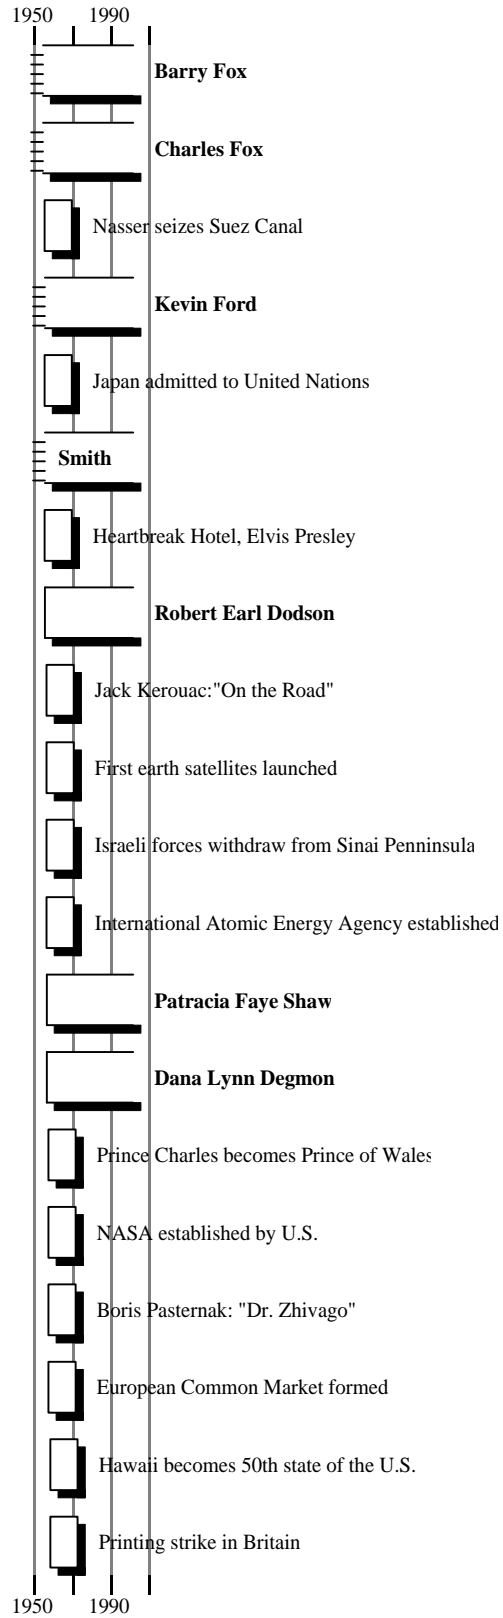 1950 1990
Barry Fox
Charles Fox
Nasser seizes Suez Canal
Kevin Ford
Japan admitted to United Nations
Smith
Heartbreak Hotel, Elvis Presley
Robert Earl Dodson
Jack Kerouac:"On the Road"
First earth satellites launched
Israeli forces withdraw from Sinai Penninsula
International Atomic Energy Agency established
Patracia Faye Shaw
Dana Lynn Degmon
Prince Charles becomes Prince of Wales
NASA established by U.S.
Boris Pasternak: "Dr. Zhivago"
European Common Market formed
Hawaii becomes 50th state of the U.S.
Printing strike in Britain
1950 1990